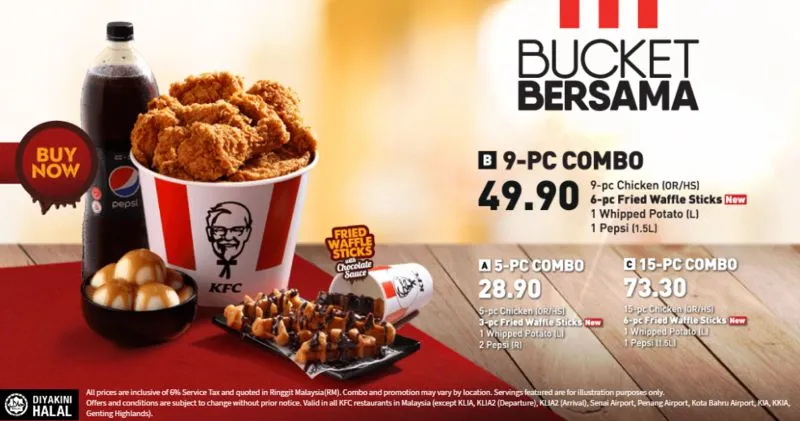 BUCKET
BERSAMA
BUY
NOW
pepsi
KFC
FRIED
WAFFLE
STICKS
with
Chocolate
Sauce
KFC
B 9-PC COMBO
49.90
9-pc Chicken (OR/HS)
6-pc Fried Waffle Sticks New
1 Whipped Potato (L)
1 Pepsi (1.5L)
A 5-PC COMBO
28.90
5-pc Chicken (OR/HS)
3-pc Fried Waffle Sticks New
1 Whipped Potato (L)
2 Pepsi (R)
C 15-PC COMBO
73.30
15-pc Chicken (OR/HS)
6-pc Fried Waffle Sticks New
1 Whipped Potato (L)
1 Pepsi (1.5L)
DIYAKINI
HALAL
All prices are inclusive of 6% Service Tax and quoted in Ringgit Malaysia(RM). Combo and promotion may vary by location. Servings featured are for illustration purposes only.
Offers and conditions are subject to change without prior notice. Valid in all KFC restaurants in Malaysia (except KLIA, KLIA2 (Departure), KLIA2 (Arrival), Senai Airport, Penang Airport, Kota Bahru Airport, KIA, KKIA,
Genting Highlands).